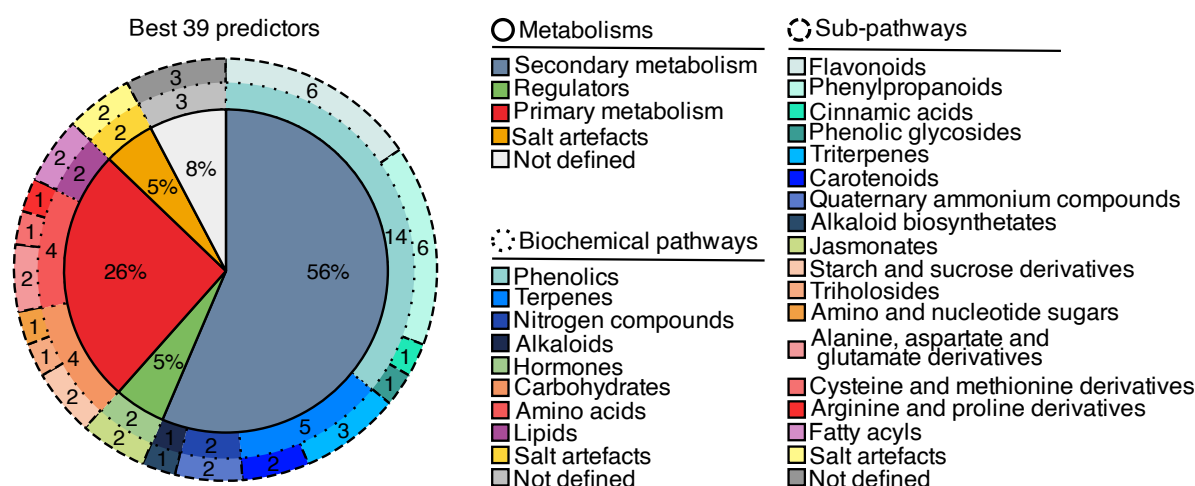 Best 39 predictors
3
3
6
2
2
2
2
8%
5%
1
1
4
26%
56%
14
6
2
1
4
1
5%
1
1
2
2
2
1
1
2
2
5
3
2
Metabolisms
Secondary metabolism
Regulators
Primary metabolism
Salt artefacts
Not defined
Biochemical pathways
Phenolics
Terpenes
Nitrogen compounds
Alkaloids
Hormones
Carbohydrates
Amino acids
Lipids
Salt artefacts
Not defined
Sub-pathways
Flavonoids
Phenylpropanoids
Cinnamic acids
Phenolic glycosides
Triterpenes
Carotenoids
Quaternary ammonium compounds
Alkaloid biosynthetates
Jasmonates
Starch and sucrose derivatives
Triholosides
Amino and nucleotide sugars
Alanine, aspartate and
glutamate derivatives
Cysteine and methionine derivatives
Arginine and proline derivatives
Fatty acyls
Salt artefacts
Not defined